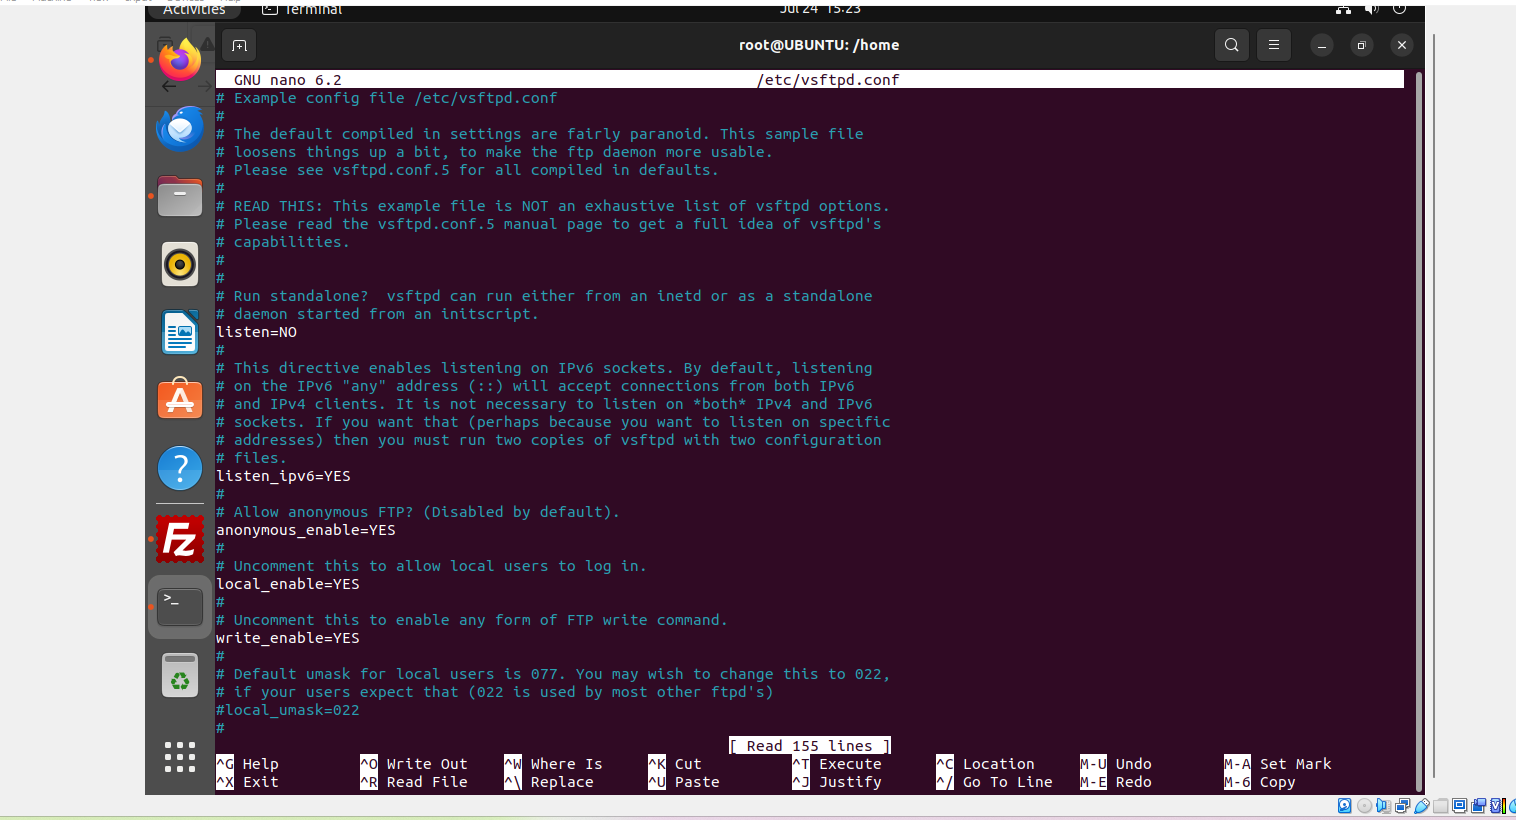 Activities
Terminal
Jul 24 15:23
root@UBUNTU: /home
GNU nano 6.2 /etc/vsftpd.conf
# Example config file /etc/vsftpd.conf
#
# The default compiled in settings are fairly paranoid. This sample file
# loosens things up a bit, to make the ftp daemon more usable.
# Please see vsftpd.conf.5 for all compiled in defaults.
#
# READ THIS: This example file is NOT an exhaustive list of vsftpd options.
# Please read the vsftpd.conf.5 manual page to get a full idea of vsftpd's
# capabilities.
#
#
# Run standalone?  vsftpd can run either from an inetd or as a standalone
# daemon started from an initscript.
listen=NO
#
# This directive enables listening on IPv6 sockets. By default, listening
# on the IPv6 "any" address (::) will accept connections from both IPv6
# and IPv4 clients. It is not necessary to listen on *both* IPv4 and IPv6
# sockets. If you want that (perhaps because you want to listen on specific
# addresses) then you must run two copies of vsftpd with two configuration
# files.
listen_ipv6=YES
#
# Allow anonymous FTP? (Disabled by default).
anonymous_enable=YES
#
# Uncomment this to allow local users to log in.
local_enable=YES
#
# Uncomment this to enable any form of FTP write command.
write_enable=YES
#
# Default umask for local users is 077. You may wish to change this to 022,
# if your users expect that (022 is used by most other ftpd's)
#local_umask=022
#
[ Read 155 lines ]
^G Help ^O Write Out ^W Where Is ^K Cut ^T Execute ^C Location M-U Undo M-A Set Mark
^X Exit ^R Read File ^\ Replace ^U Paste ^J Justify ^/ Go To Line M-E Redo M-6 Copy